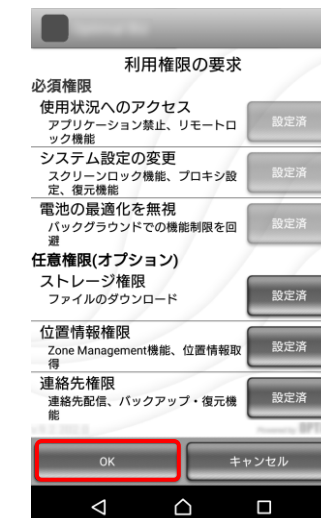 利用権限の要求
必須権限
使用状況へのアクセス
アプリケーション禁止、リモートロ
ック機能
設定済
システム設定の変更
スクリーンロック機能、プロキシ設
定、復元機能
設定済
電池の最適化を無視
バックグラウンドでの機能制限を回
避
設定済
任意権限(オプション)
ストレージ権限
ファイルのダウンロード
設定済
位置情報権限
Zone Management機能、位置情報取
得
設定済
連絡先権限
連絡先配信、バックアップ・復元機
能
設定済
OK
キャンセル